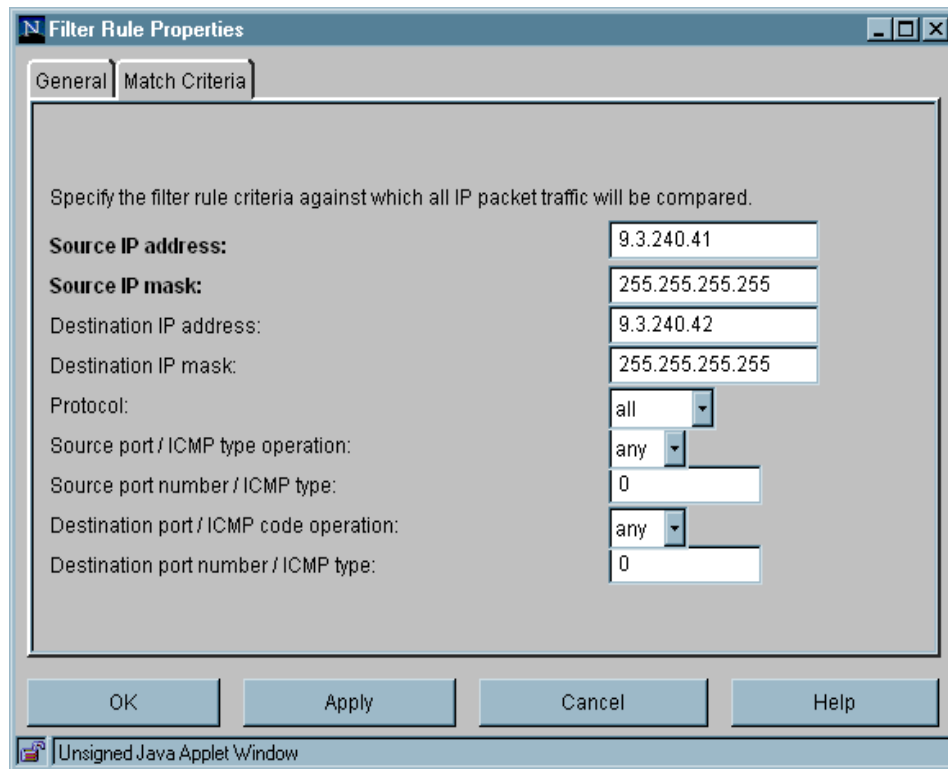 N Filter Rule Properties
General Match Criteria
Specify the filter rule criteria against which all IP packet traffic will be compared.
Source IP address: 9.3.240.41
Source IP mask: 255.255.255.255
Destination IP address: 9.3.240.42
Destination IP mask: 255.255.255.255
Protocol: all
Source port / ICMP type operation: any
Source port number / ICMP type: 0
Destination port / ICMP code operation: any
Destination port number / ICMP type: 0
OK Apply Cancel Help
Unsigned Java Applet Window